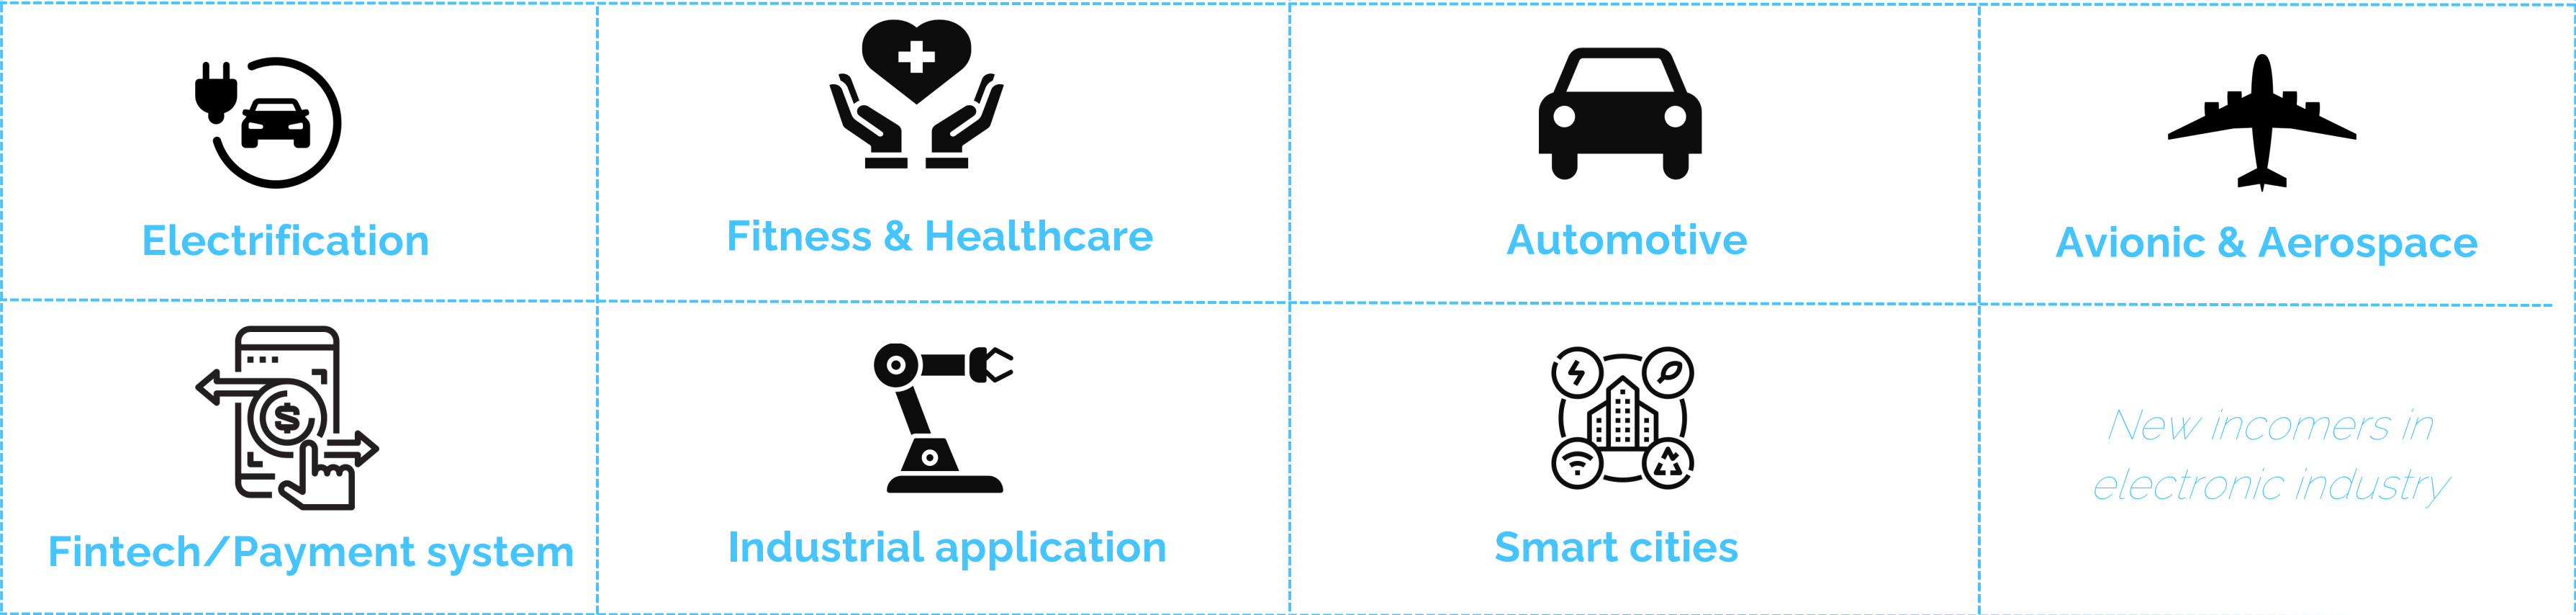 Electrification
Fitness & Healthcare
Automotive
Avionic & Aerospace
$
Fintech/Payment system
Industrial application
Smart cities
New incomers in
electronic industry